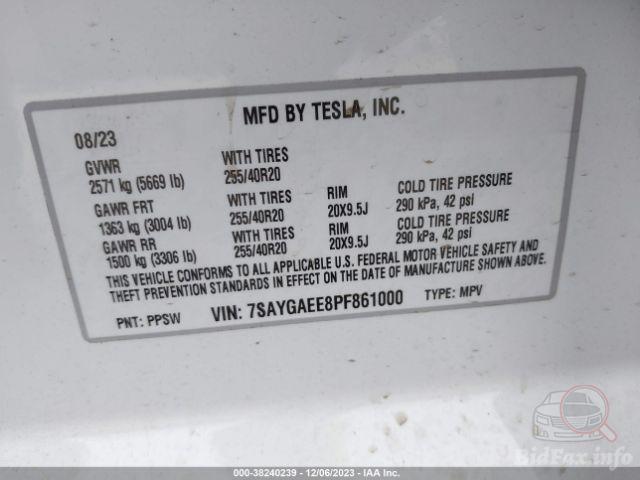 MFD BY TESLA, INC.
08/23
GVWR WITH TIRES
2571 kg (5669 lb) 255/40R20
GAWR FRT WITH TIRES RIM COLD TIRE PRESSURE
1363 kg (3004 lb) 255/40R20 20X9.5J 290 kPa, 42 psi
GAWR RR WITH TIRES RIM COLD TIRE PRESSURE
1500 kg (3306 lb) 255/40R20 20X9.5J 290 kPa, 42 psi
THIS VEHICLE CONFORMS TO ALL APPLICABLE U.S. FEDERAL MOTOR VEHICLE SAFETY AND
THEFT PREVENTION STANDARDS IN EFFECT ON THE DATE OF MANUFACTURE SHOWN ABOVE.
PNT: PPSW VIN: 7SAYGAEE8PF861000 TYPE: MPV
BidFax.info
000-38240239 - 12/06/2023 - IAA Inc.